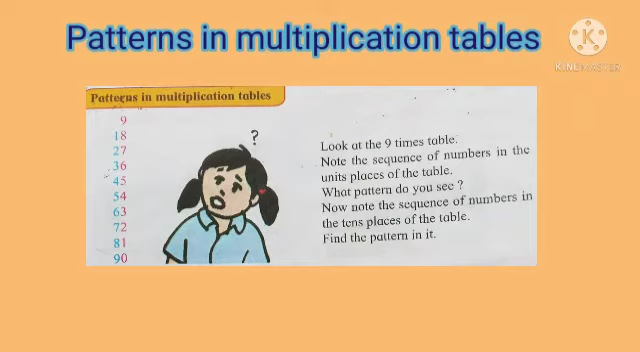 Patterns in multiplication tables
K
KINEMASTER
Patterns in multiplication tables
9
18
27
36
45
54
63
72
81
90
?
Look at the 9 times table.
Note the sequence of numbers in the
units places of the table.
What pattern do you see ?
Now note the sequence of numbers in
the tens places of the table.
Find the pattern in it.